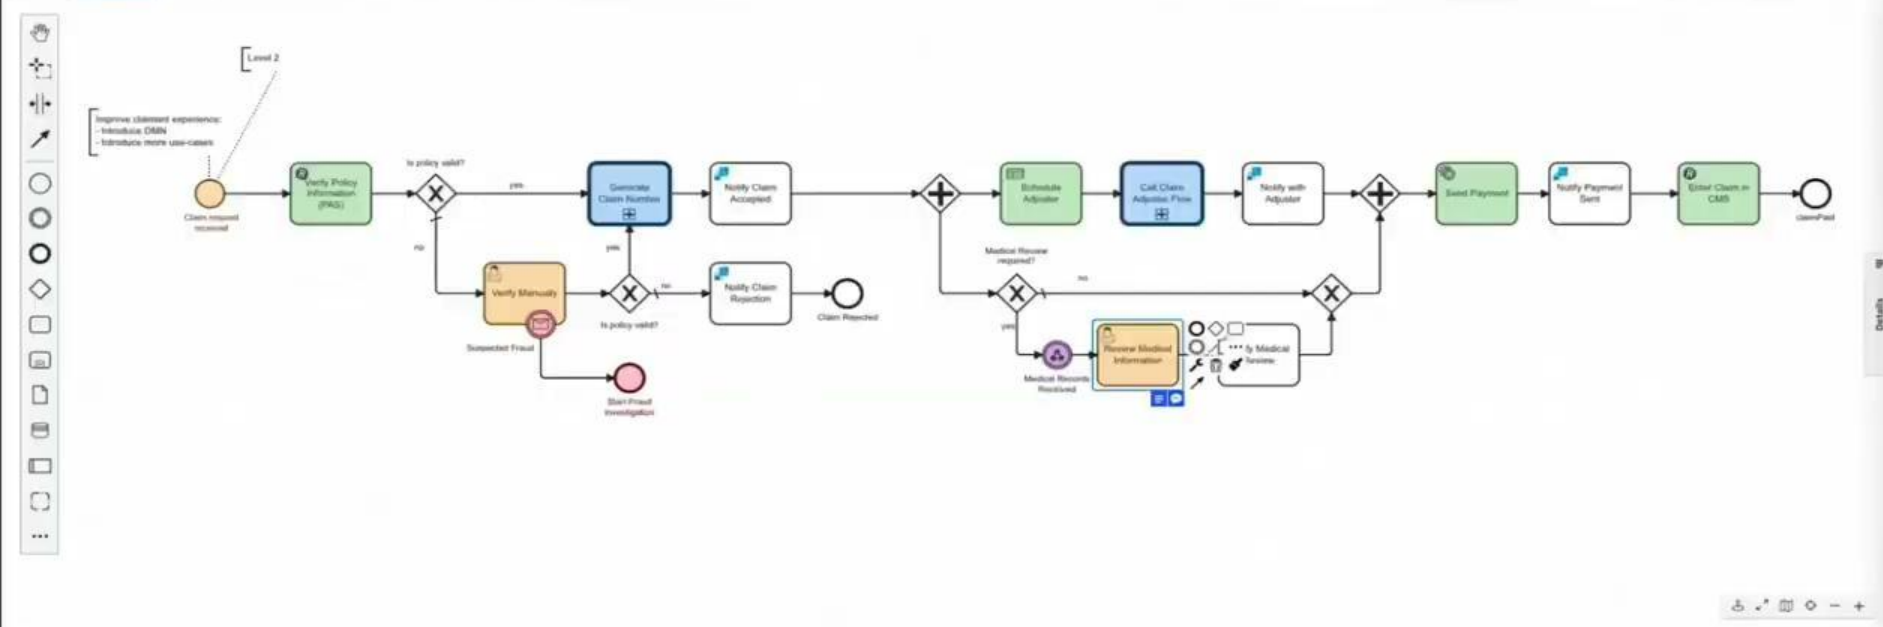 Level 2
Improve claimant experience:
- Introduce DMN
- Introduce more use-cases
Claim request
received
Verify Policy
Information
(PAS)
Is policy valid?
yes
no
Generate
Claim Number
Notify Claim
Accepted
Verify Manually
Suspected Fraud
Start Fraud
Investigation
yes
Is policy valid?
no
Notify Claim
Rejection
Claim Rejected
Schedule
Adjuster
Call Claim
Adjuster Flow
Notify with
Adjuster
Medical Review
required?
no
yes
Medical Records
Received
Review Medical
Information
fy Medical
Review
Send Payment
Notify Payment
Sent
Enter Claim in
CMS
claimPaid
Details